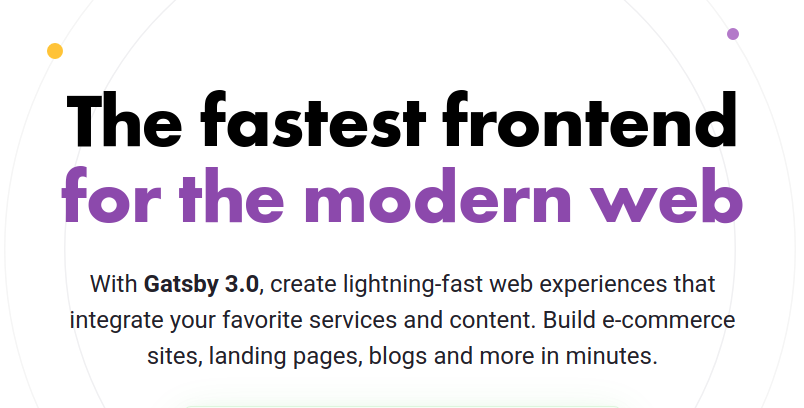 The fastest frontend
for the modern web
With Gatsby 3.0, create lightning-fast web experiences that
integrate your favorite services and content. Build e-commerce
sites, landing pages, blogs and more in minutes.